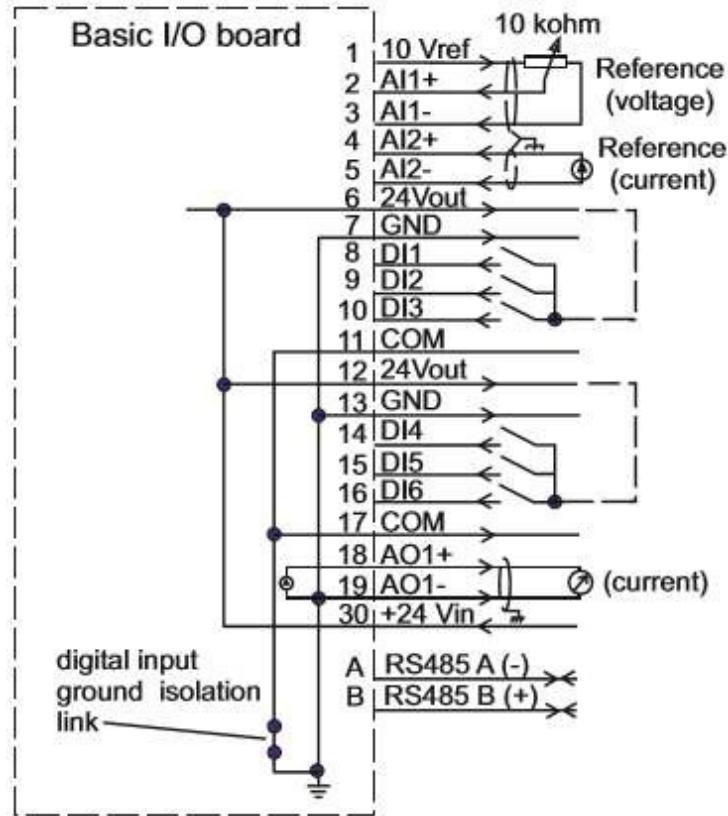 Basic I/O board
10 kohm
1 10 Vref
Reference
(voltage)
2 AI1+
3 AI1-
4 AI2+
Reference
(current)
5 AI2-
6 24Vout
7 GND
8 DI1
9 DI2
10 DI3
11 COM
12 24Vout
13 GND
14 DI4
15 DI5
16 DI6
17 COM
18 AO1+
19 AO1-
(current)
30 +24 Vin
digital input
ground isolation
link
A RS485 A (-)
B RS485 B (+)